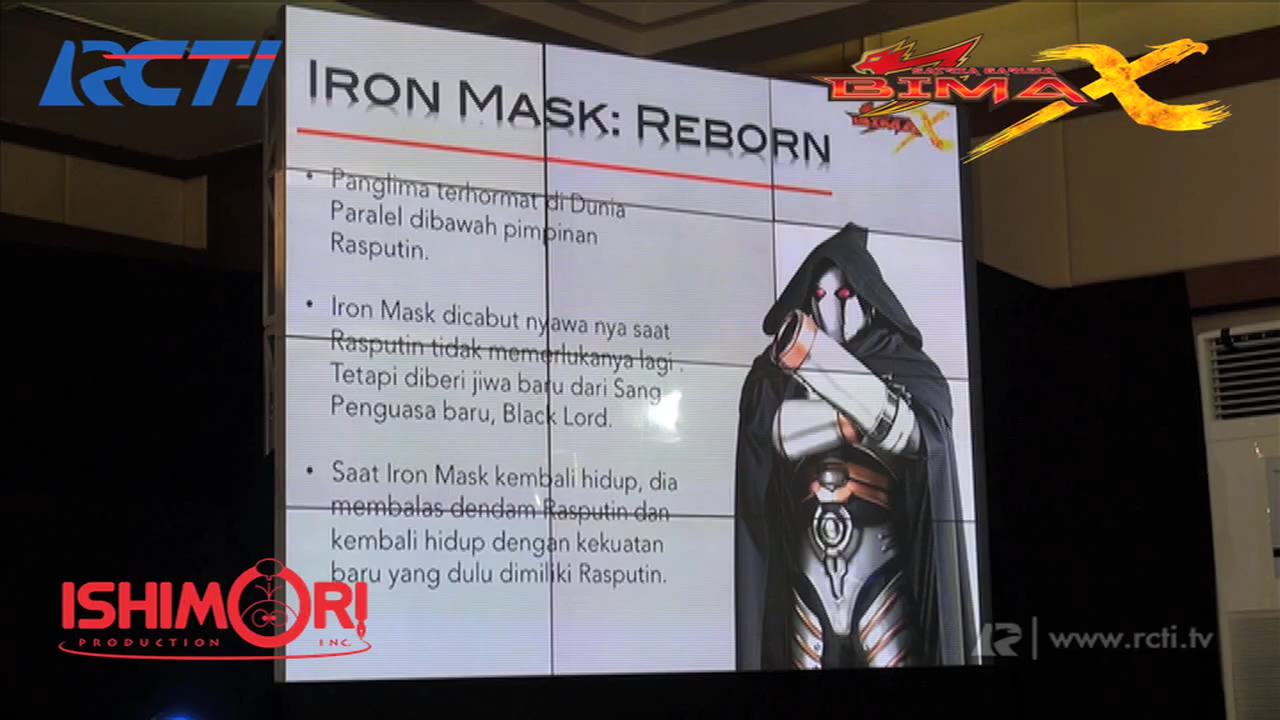 RCTI
SATRIA GARUDA
BIMA X
IRON MASK: REBORN
BIMA X
• Panglima terhormat di Dunia
Paralel dibawah pimpinan
Rasputin.
• Iron Mask dicabut nyawa nya saat
Rasputin tidak memerlukanya lagi .
Tetapi diberi jiwa baru dari Sang
Penguasa baru, Black Lord.
• Saat Iron Mask kembali hidup, dia
membalas dendam Rasputin dan
kembali hidup dengan kekuatan
baru yang dulu dimiliki Rasputin.
ISHIMORI
PRODUCTION INC.
R | www.rcti.tv